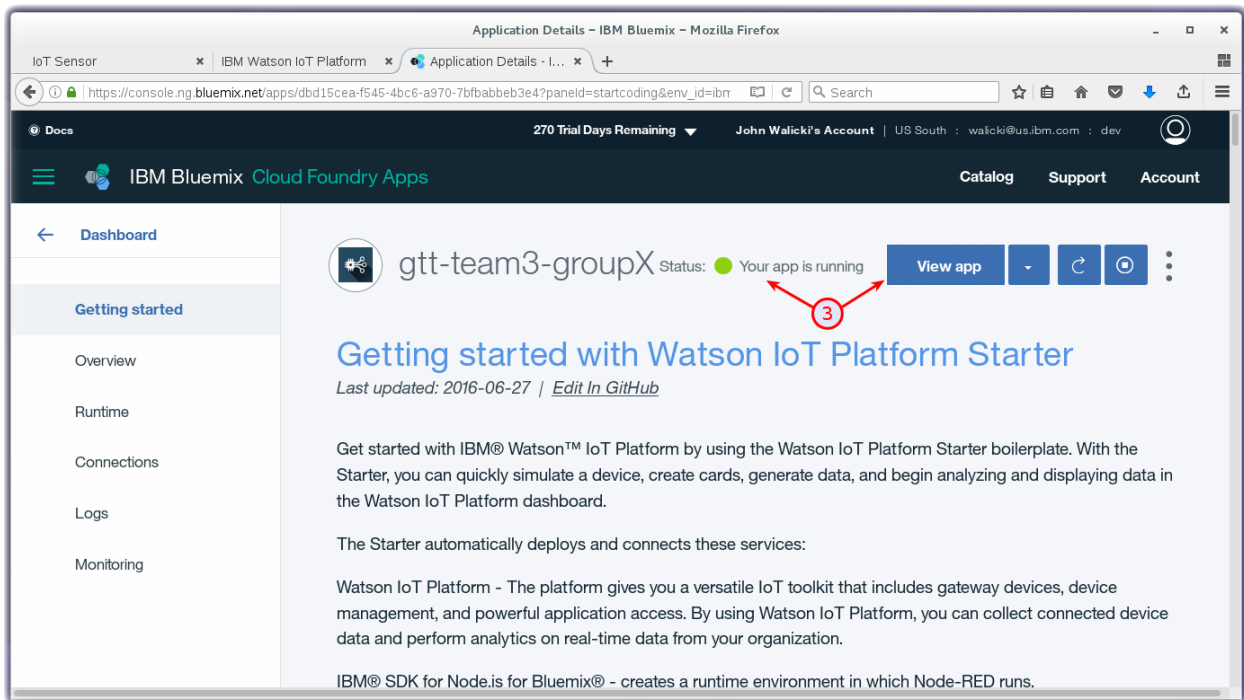 Application Details – IBM Bluemix – Mozilla Firefox
IoT Sensor
IBM Watson IoT Platform
Application Details - I...
https://console.ng.bluemix.net/apps/dbd15cea-f545-4bc6-a970-7bfbabbeb3e4?paneId=startcoding&env_id=ibm
Search
Docs
270 Trial Days Remaining
John Walicki's Account | US South : walicki@us.ibm.com : dev
IBM Bluemix Cloud Foundry Apps
Catalog
Support
Account
Dashboard
Getting started
Overview
Runtime
Connections
Logs
Monitoring
gtt-team3-groupX Status: Your app is running
View app
3
Getting started with Watson IoT Platform Starter
Last updated: 2016-06-27 | Edit In GitHub
Get started with IBM® Watson™ IoT Platform by using the Watson IoT Platform Starter boilerplate. With the
Starter, you can quickly simulate a device, create cards, generate data, and begin analyzing and displaying data in
the Watson IoT Platform dashboard.
The Starter automatically deploys and connects these services:
Watson IoT Platform - The platform gives you a versatile IoT toolkit that includes gateway devices, device
management, and powerful application access. By using Watson IoT Platform, you can collect connected device
data and perform analytics on real-time data from your organization.
IBM® SDK for Node.js for Bluemix® - creates a runtime environment in which Node-RED runs.